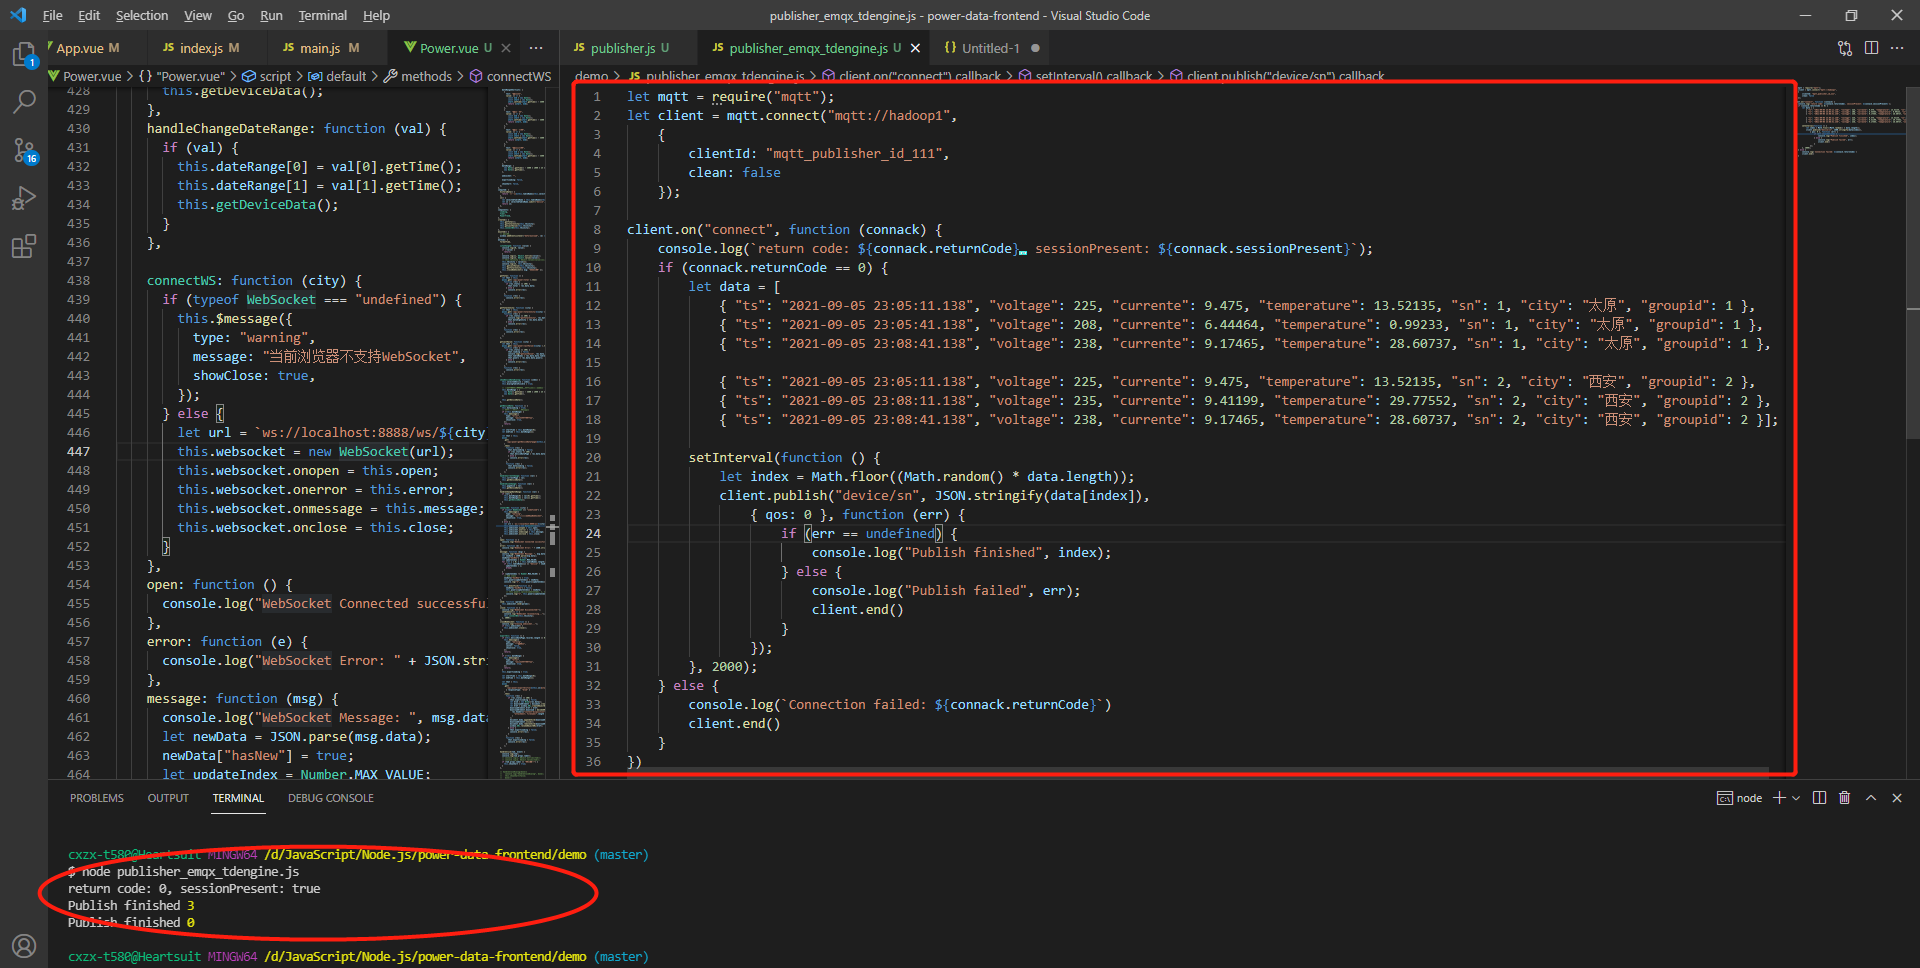 File Edit Selection View Go Run Terminal Help
publisher_emqx_tdengine.js - power-data-frontend - Visual Studio Code
App.vue M
JS index.js M
JS main.js M
Power.vue U
JS publisher.js U
JS publisher_emqx_tdengine.js U
{} Untitled-1
Power.vue > {} "Power.vue" > script > default > methods > connectWS
demo > JS publisher_emqx_tdengine.js > client.on("connect") callback > setInterval() callback > client.publish("device/sn") callback
1
16
428 this.getDeviceData();
429 },
430 handleChangeDateRange: function (val) {
431 if (val) {
432 this.dateRange[0] = val[0].getTime();
433 this.dateRange[1] = val[1].getTime();
434 this.getDeviceData();
435 }
436 },
437
438 connectWS: function (city) {
439 if (typeof WebSocket === "undefined") {
440 this.$message({
441 type: "warning",
442 message: "当前浏览器不支持WebSocket",
443 showClose: true,
444 });
445 } else {
446 let url = `ws://localhost:8888/ws/${city
447 this.websocket = new WebSocket(url);
448 this.websocket.onopen = this.open;
449 this.websocket.onerror = this.error;
450 this.websocket.onmessage = this.message;
451 this.websocket.onclose = this.close;
452 }
453 },
454 open: function () {
455 console.log("WebSocket Connected successfu
456 },
457 error: function (e) {
458 console.log("WebSocket Error: " + JSON.stri
459 },
460 message: function (msg) {
461 console.log("WebSocket Message: ", msg.data
462 let newData = JSON.parse(msg.data);
463 newData["hasNew"] = true;
464 let updateIndex = Number.MAX_VALUE;
1 let mqtt = require("mqtt");
2 let client = mqtt.connect("mqtt://hadoop1",
3 {
4 clientId: "mqtt_publisher_id_111",
5 clean: false
6 });
7
8 client.on("connect", function (connack) {
9 console.log(`return code: ${connack.returnCode}, sessionPresent: ${connack.sessionPresent}`);
10 if (connack.returnCode == 0) {
11 let data = [
12 { "ts": "2021-09-05 23:05:11.138", "voltage": 225, "currente": 9.475, "temperature": 13.52135, "sn": 1, "city": "太原", "groupid": 1 },
13 { "ts": "2021-09-05 23:05:41.138", "voltage": 208, "currente": 6.44464, "temperature": 0.99233, "sn": 1, "city": "太原", "groupid": 1 },
14 { "ts": "2021-09-05 23:08:41.138", "voltage": 238, "currente": 9.17465, "temperature": 28.60737, "sn": 1, "city": "太原", "groupid": 1 },
15
16 { "ts": "2021-09-05 23:05:11.138", "voltage": 225, "currente": 9.475, "temperature": 13.52135, "sn": 2, "city": "西安", "groupid": 2 },
17 { "ts": "2021-09-05 23:08:11.138", "voltage": 235, "currente": 9.41199, "temperature": 29.77552, "sn": 2, "city": "西安", "groupid": 2 },
18 { "ts": "2021-09-05 23:08:41.138", "voltage": 238, "currente": 9.17465, "temperature": 28.60737, "sn": 2, "city": "西安", "groupid": 2 }];
19
20 setInterval(function () {
21 let index = Math.floor((Math.random() * data.length));
22 client.publish("device/sn", JSON.stringify(data[index]),
23 { qos: 0 }, function (err) {
24 if (err == undefined) {
25 console.log("Publish finished", index);
26 } else {
27 console.log("Publish failed", err);
28 client.end()
29 }
30 });
31 }, 2000);
32 } else {
33 console.log(`Connection failed: ${connack.returnCode}`)
34 client.end()
35 }
36 })
PROBLEMS OUTPUT TERMINAL DEBUG CONSOLE
node
cxzx-t580@Heartsuit MINGW64 /d/JavaScript/Node.js/power-data-frontend/demo (master)
$ node publisher_emqx_tdengine.js
return code: 0, sessionPresent: true
Publish finished 3
Publish finished 0
cxzx-t580@Heartsuit MINGW64 /d/JavaScript/Node.js/power-data-frontend/demo (master)